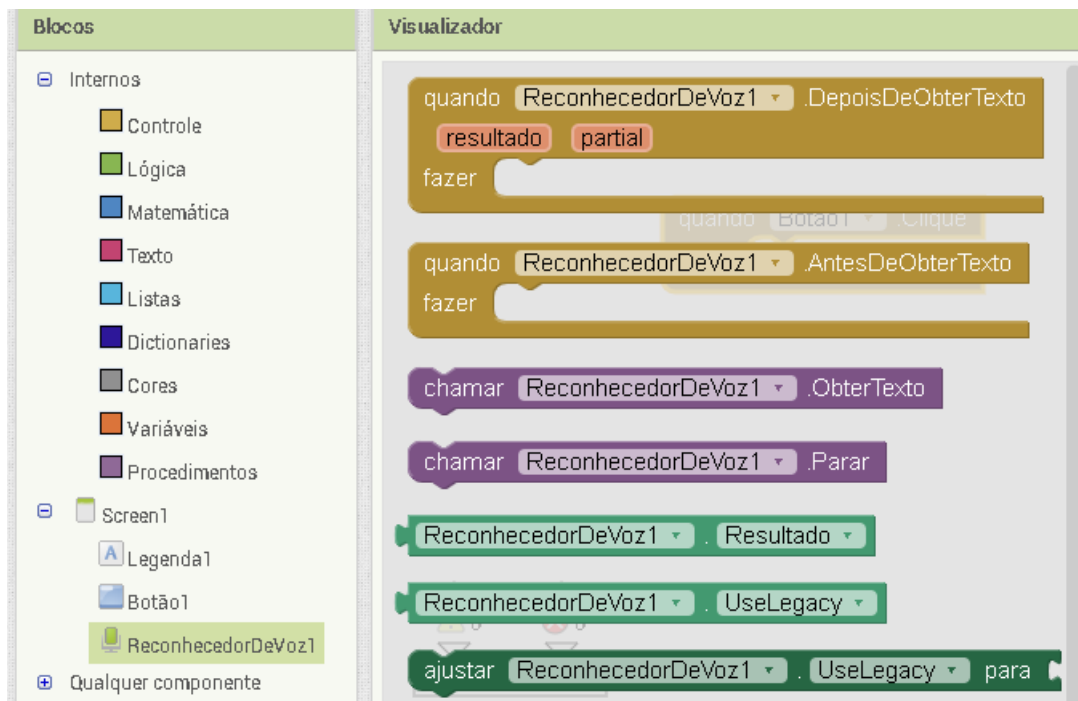 Blocos
Internos
Controle
Lógica
Matemática
Texto
Listas
Dictionaries
Cores
Variáveis
Procedimentos
Screen1
A Legenda1
Botão1
ReconhecedorDeVoz1
Qualquer componente
Visualizador
quando ReconhecedorDeVoz1 .DepoisDeObterTexto
resultado partial
fazer
quando Botão1 .Clique
quando ReconhecedorDeVoz1 .AntesDeObterTexto
fazer
chamar ReconhecedorDeVoz1 .ObterTexto
chamar ReconhecedorDeVoz1 .Parar
ReconhecedorDeVoz1 . Resultado
ReconhecedorDeVoz1 . UseLegacy
ajustar ReconhecedorDeVoz1 . UseLegacy para